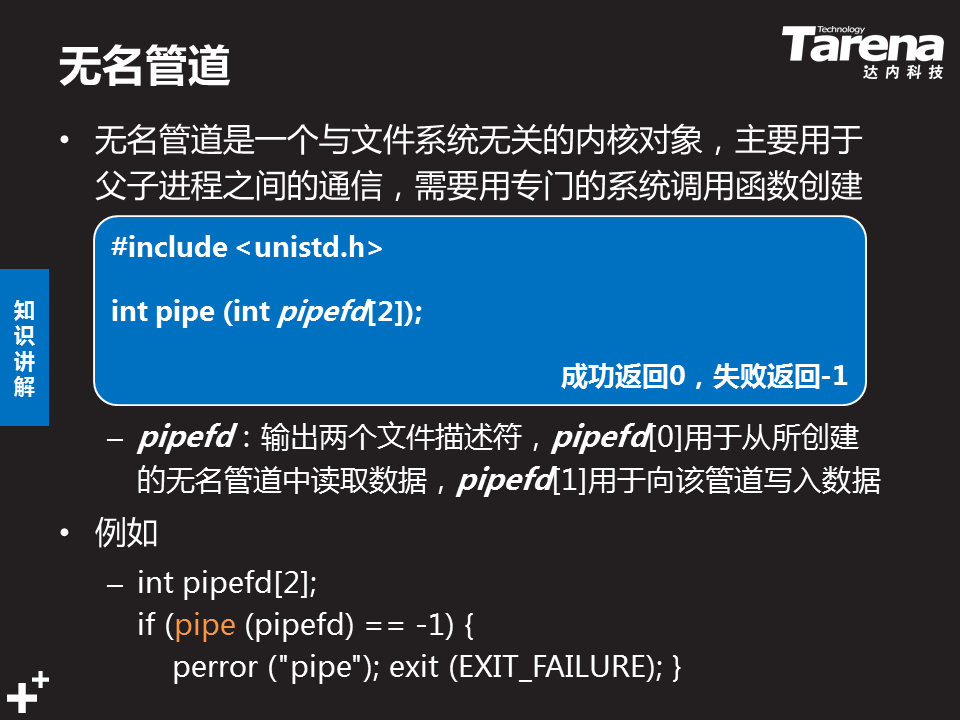 无名管道
Technology
Tarena
达内科技
• 无名管道是一个与文件系统无关的内核对象，主要用于
父子进程之间的通信，需要用专门的系统调用函数创建
#include <unistd.h>
int pipe (int pipefd[2]);
成功返回0，失败返回-1
知识讲解
– pipefd：输出两个文件描述符，pipefd[0]用于从所创建
的无名管道中读取数据，pipefd[1]用于向该管道写入数据
• 例如
– int pipefd[2];
if (pipe (pipefd) == -1) {
perror ("pipe"); exit (EXIT_FAILURE); }